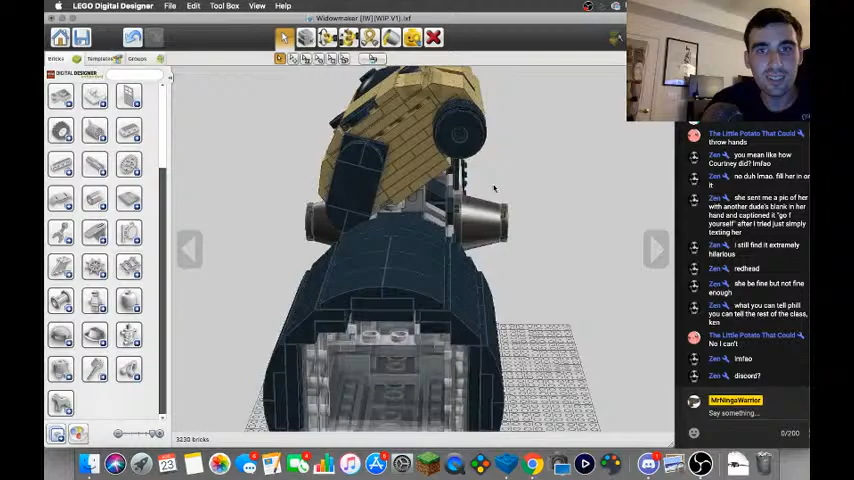 LEGO Digital Designer File Edit Tool Box View Help
Widowmaker [IW][WIP V1].lxf
Bricks Templates Groups
DIGITAL DESIGNER
3230 bricks
The Little Potato That Could
throw hands
Zen you mean like how
Courtney did? lmfao
Zen no duh lmao. fill her in or
it
Zen she sent me a pic of her
with another dude's blank in her
hand and captioned it "go f
yourself" after I tried just simply
texting her
Zen I still find it extremely
hilarious
Zen redhead
Zen she be fine but not fine
enough
Zen what you can tell phill
you can tell the rest of the class,
ken
The Little Potato That Could
No I can't
Zen lmfao
Zen discord?
MrNingaWarrior
Say something...
0/200